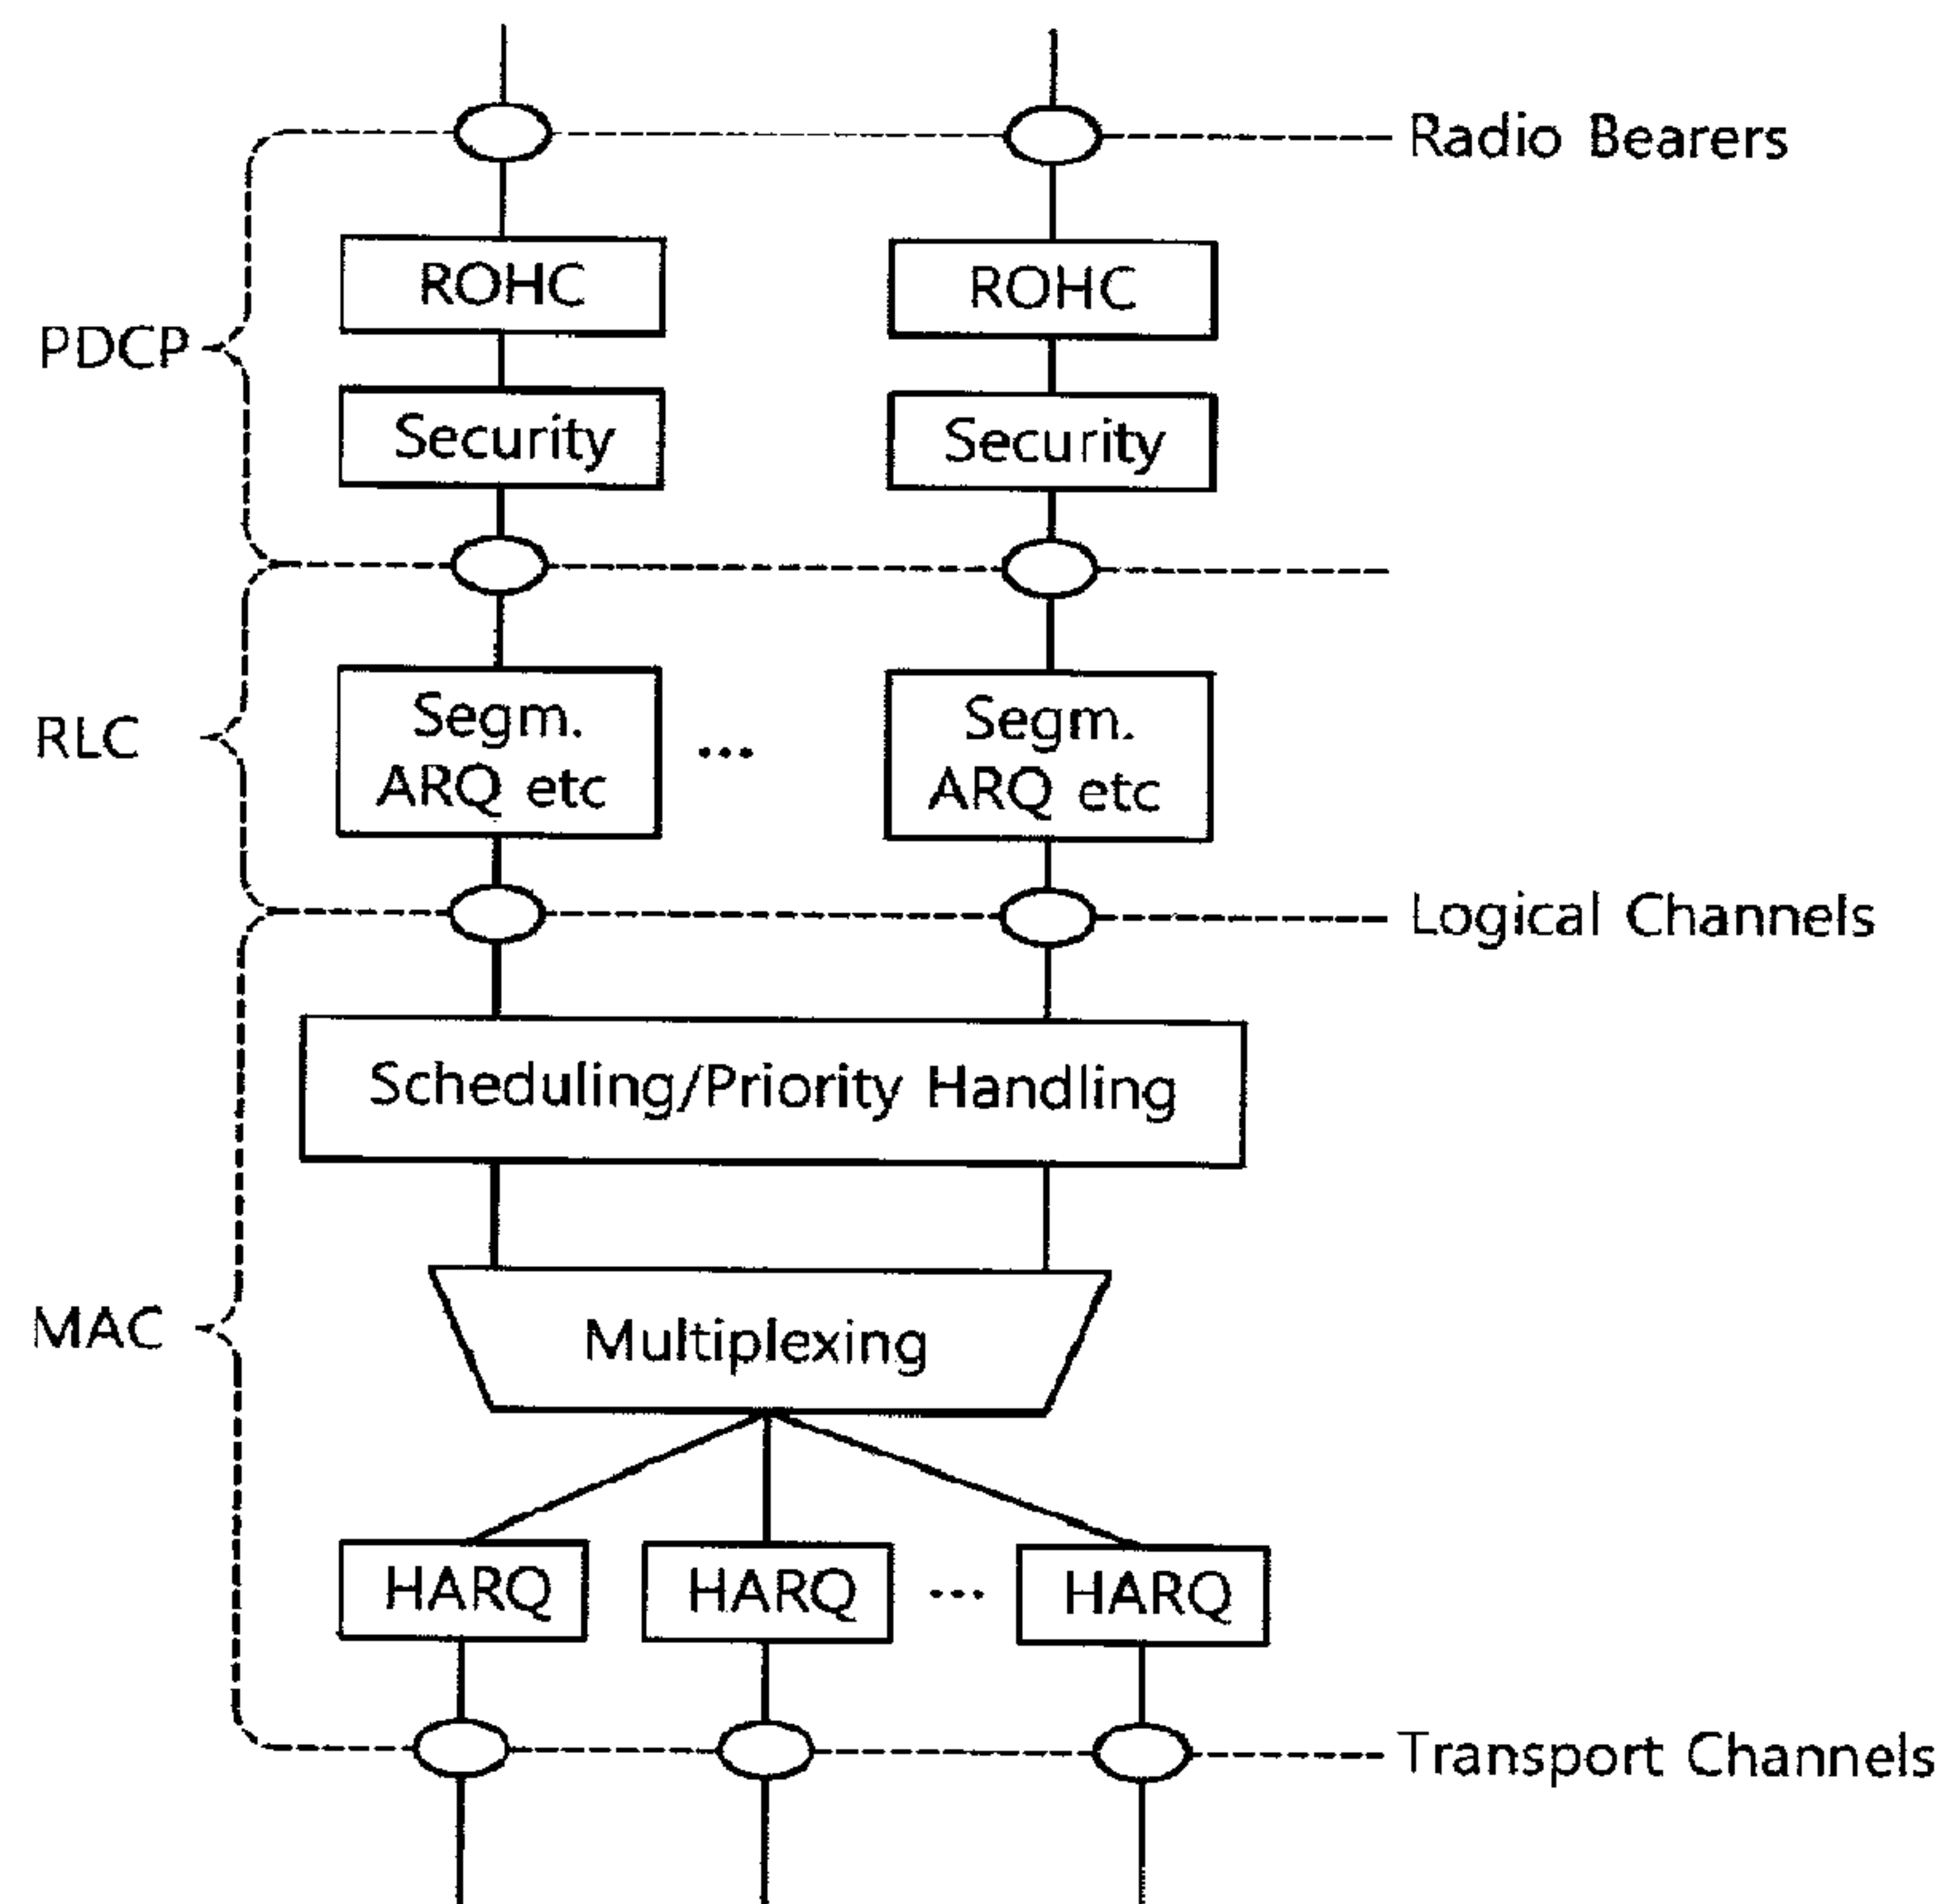 Radio Bearers
ROHC
ROHC
PDCP
Security
Security
Segm.
ARQ etc
...
Segm.
ARQ etc
RLC
Logical Channels
Scheduling/Priority Handling
MAC
Multiplexing
HARQ
HARQ
...
HARQ
Transport Channels